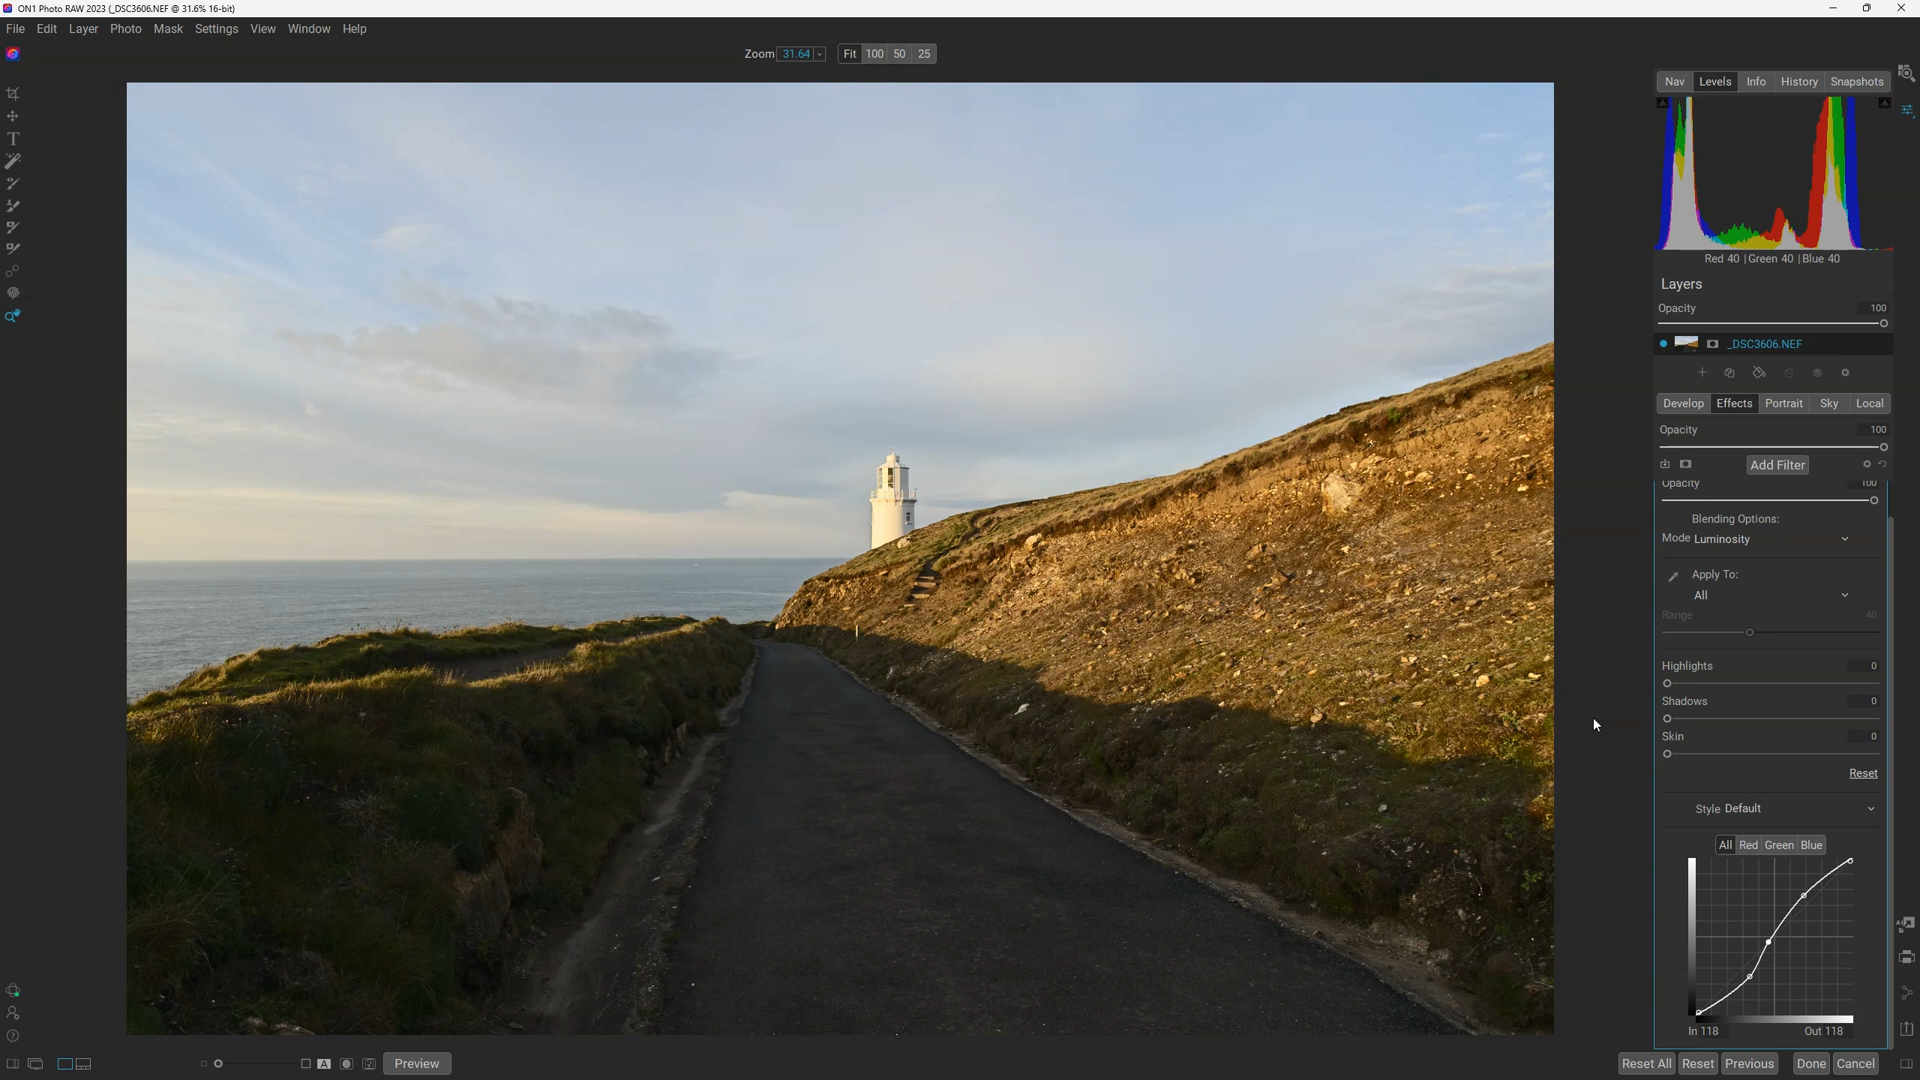 ON1 Photo RAW 2023 (_DSC3606.NEF @ 31.6% 16-bit)
File Edit Layer Photo Mask Settings View Window Help
Zoom 31.64 Fit 100 50 25
Nav Levels Info History Snapshots
Red 40 | Green 40 | Blue 40
Layers
Opacity 100
_DSC3606.NEF
Develop Effects Portrait Sky Local
Opacity 100
Add Filter
Opacity 100
Blending Options:
Mode Luminosity
Apply To:
All
Range 40
Highlights 0
Shadows 0
Skin 0
Reset
Style Default
All Red Green Blue
In 118 Out 118
A Preview Reset All Reset Previous Done Cancel